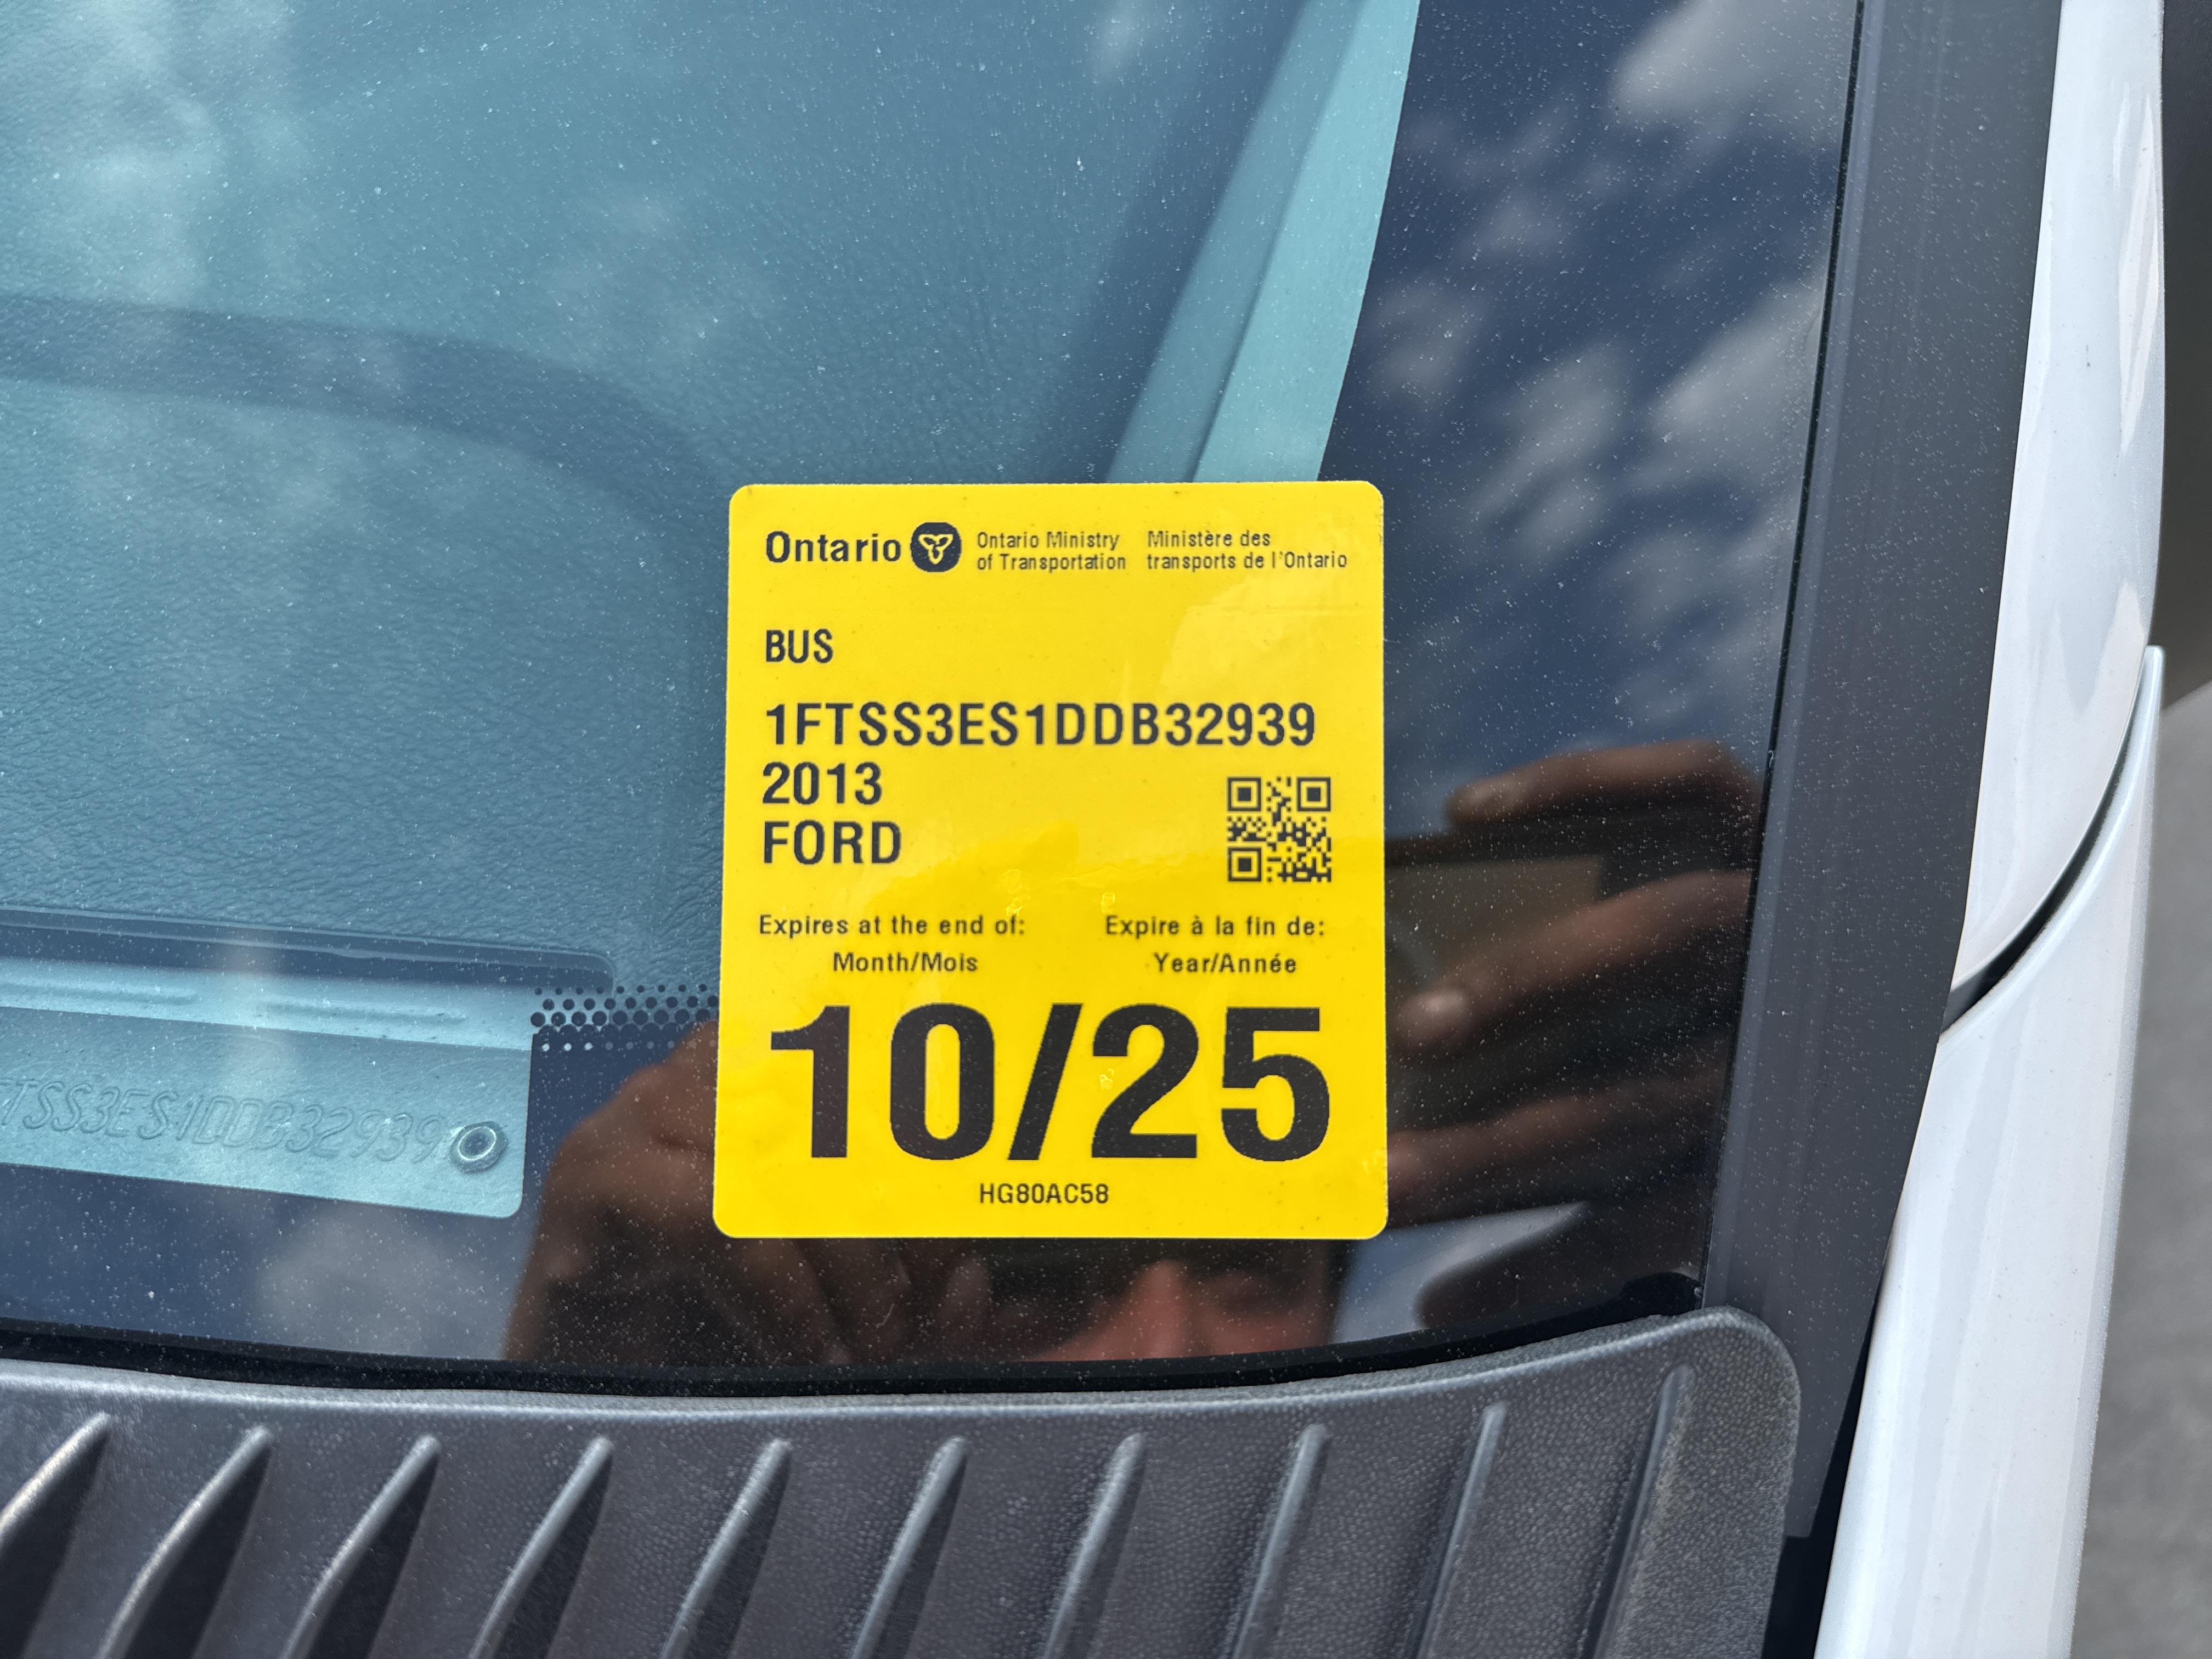 Ontario
Ontario Ministry
of Transportation
Ministère des
transports de l'Ontario
BUS
1FTSS3ES1DDB32939
2013
FORD
Expires at the end of:
Month/Mois
Expire à la fin de:
Year/Année
10/25
HG80AC58
TSS3ES1DDB32939